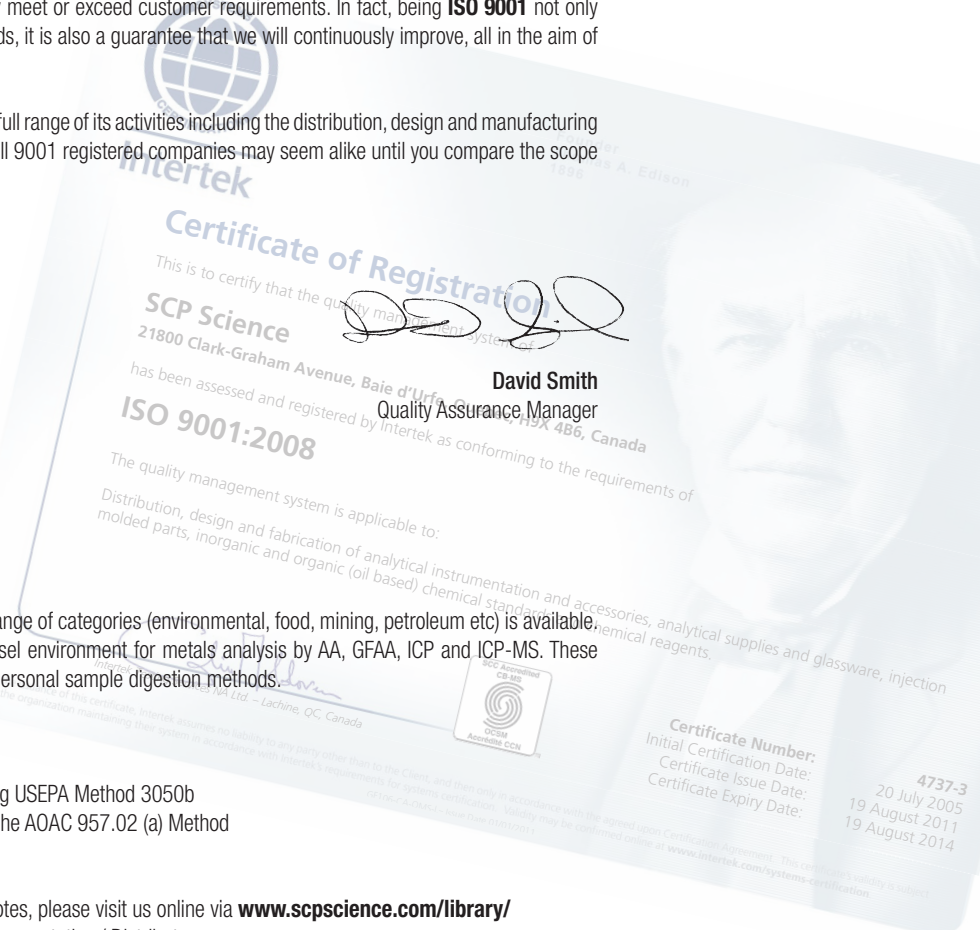 meet or exceed customer requirements. In fact, being ISO 9001 not only
it is also a guarantee that we will continuously improve, all in the aim of
full range of its activities including the distribution, design and manufacturing
9001 registered companies may seem alike until you compare the scope
Intertek
A. Edison
1896
Certificate of Registration
This is to certify that the quality management system of
SCP Science
21800 Clark-Graham Avenue, Baie d'Urfe, Quebec, H9X 4B6, Canada
has been assessed and registered by Intertek as conforming to the requirements of
ISO 9001:2008
David Smith
Quality Assurance Manager
The quality management system is applicable to:
Distribution, design and fabrication of analytical instrumentation and accessories, analytical supplies and glassware, injection
molded parts, inorganic and organic (oil based) chemical standards chemical reagents.
range of categories (environmental, food, mining, petroleum etc) is available.
environment for metals analysis by AA, GFAA, ICP and ICP-MS. These
personal sample digestion methods.
Intertek NA Ltd. – Lachine, QC, Canada
SCC Accredited
CB-MS
OCSM
Accrédité CCN
Certificate Number: 4737-3
Initial Certification Date: 20 July 2005
Certificate Issue Date: 19 August 2011
Certificate Expiry Date: 19 August 2014
USEPA Method 3050b
the AOAC 957.02 (a) Method
please visit us online via www.scpscience.com/library/